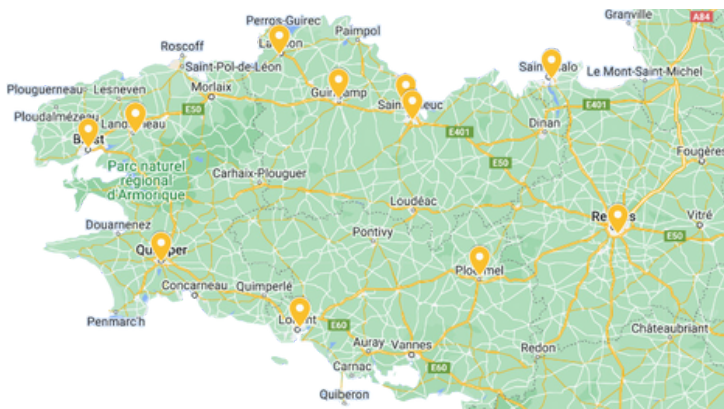 Granville
A84
Perros-Guirec
Paimpol
Roscoff
Saint-Pol-de-Léon
Saint-Malo
Le Mont-Saint-Michel
Plouguerneau
Lesneven
Morlaix
Guingamp
E50
E401
Ploudalmézeau
Landerneau
Saint-Brieuc
Dinan
E401
Brest
E50
Fougères
Parc naturel
régional
d'Armorique
Carhaix-Plouguer
Loudéac
Rennes
Vitré
Douarnenez
Pontivy
E50
Quimper
Ploërmel
Concarneau
Quimperlé
Penmarc'h
Lorient
E60
Châteaubriant
Auray
Vannes
Redon
Carnac
E60
Quiberon